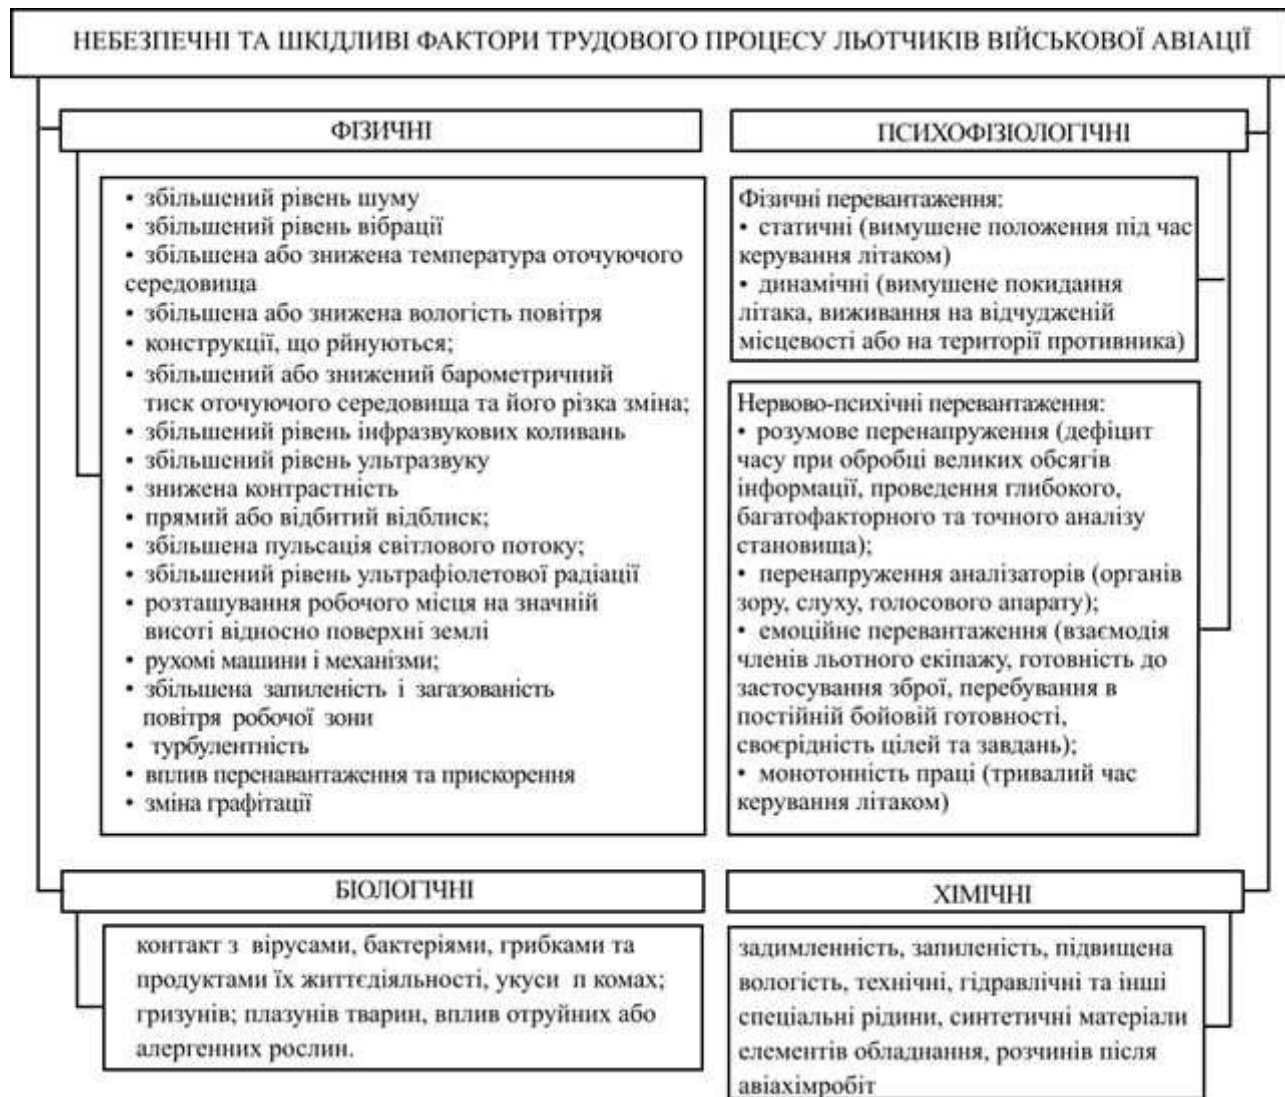 НЕБЕЗПЕЧНІ ТА ШКІДЛИВІ ФАКТОРИ ТРУДОВОГО ПРОЦЕСУ ЛЬОТЧИКІВ ВІЙСЬКОВОЇ АВІАЦІЇ
ФІЗИЧНІ
• збільшений рівень шуму
• збільшений рівень вібрації
• збільшена або знижена температура оточуючого
середовища
• збільшена або знижена вологість повітря
• конструкції, що рйнуються;
• збільшений або знижений барометричний
тиск оточуючого середовища та його різка зміна;
• збільшений рівень інфразвукових коливань
• збільшений рівень ультразвуку
• знижена контрастність
• прямий або відбитий відблиск;
• збільшена пульсація світлового потоку;
• збільшений рівень ультрафіолетової радіації
• розташування робочого місця на значній
висоті відносно поверхні землі
• рухомі машини і механізми;
• збільшена запиленість і загазованість
повітря робочої зони
• турбулентність
• вплив перенавантаження та прискорення
• зміна графітації
ПСИХОФІЗІОЛОГІЧНІ
Фізичні перевантаження:
• статичні (вимушене положення під час
керування літаком)
• динамічні (вимушене покидання
літака, виживання на відчудженій
місцевості або на території противника)
Нервово-психічні перевантаження:
• розумове перенапруження (дефіцит
часу при обробці великих обсягів
інформації, проведення глибокого,
багатофакторного та точного аналізу
становища);
• перенапруження аналізаторів (органів
зору, слуху, голосового апарату);
• емоційне перевантаження (взаємодія
членів льотного екіпажу, готовність до
застосування зброї, перебування в
постійній бойовій готовності,
своєрідність цілей та завдань);
• монотонність праці (тривалий час
керування літаком)
БІОЛОГІЧНІ
контакт з вірусами, бактеріями, грибками та
продуктами їх життєдіяльності, укуси п комах;
гризунів; плазунів тварин, вплив отруйних або
алергенних рослин.
ХІМІЧНІ
задимленність, запиленість, підвищена
вологість, технічні, гідравлічні та інші
спеціальні рідини, синтетичні матеріали
елементів обладнання, розчинів після
авіахімробіт